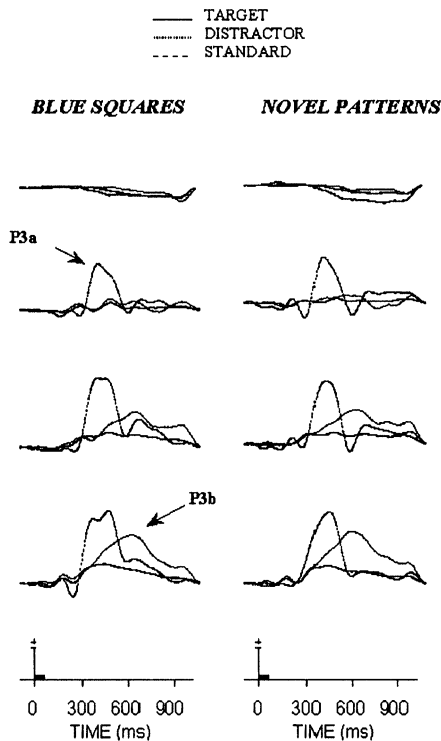 TARGET
DISTRACTOR
STANDARD
BLUE SQUARES NOVEL PATTERNS
P3a
P3b
+ +
- -
0 300 600 900 0 300 600 900
TIME (ms) TIME (ms)